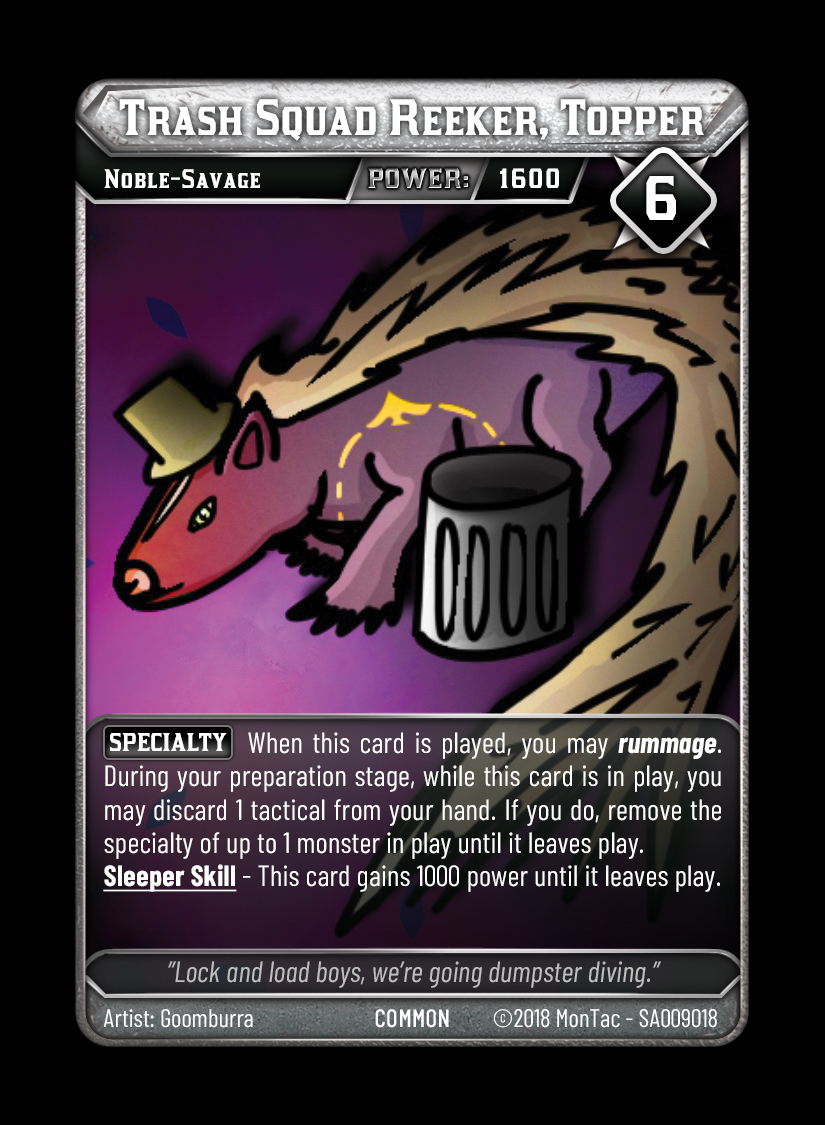 Trash Squad Reeker, Topper
Noble-Savage
POWER: 1600
6
SPECIALTY When this card is played, you may rummage.
During your preparation stage, while this card is in play, you
may discard 1 tactical from your hand. If you do, remove the
specialty of up to 1 monster in play until it leaves play.
Sleeper Skill - This card gains 1000 power until it leaves play.
"Lock and load boys, we're going dumpster diving."
Artist: Goomburra COMMON ©2018 MonTac - SA009018